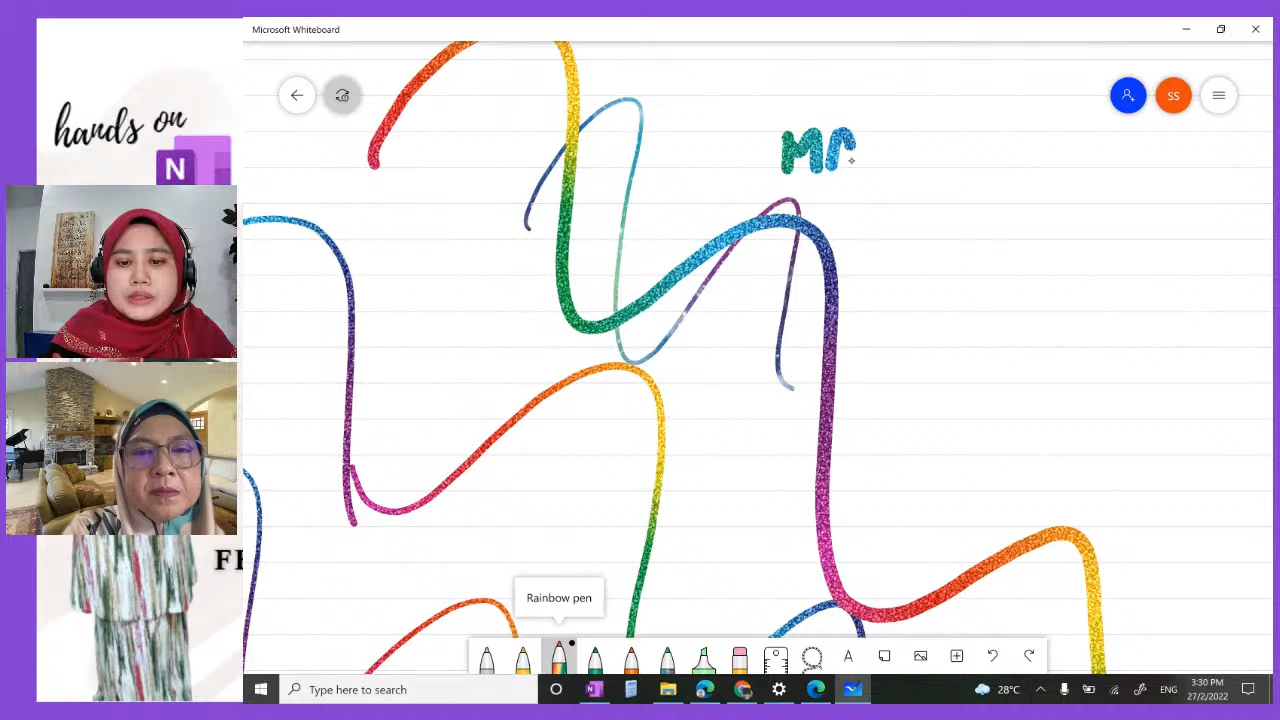 Microsoft Whiteboard
hands on
N
SS
Mr
Rainbow pen
A
Type here to search
28°C
ENG
3:30 PM
27/2/2022